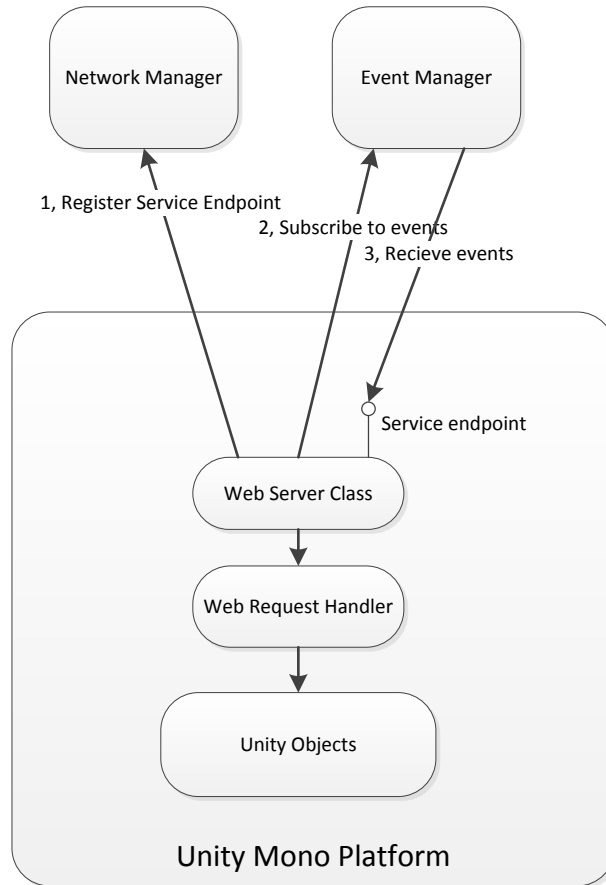 Network Manager
Event Manager
1, Register Service Endpoint
2, Subscribe to events
3, Recieve events
Service endpoint
Web Server Class
Web Request Handler
Unity Objects
Unity Mono Platform